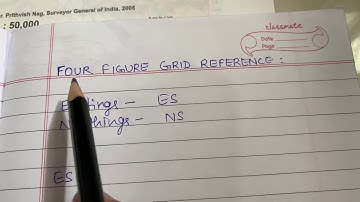 Prithvish Nag, Surveyor General of India, 2005
: 50,000
classmate
Date
Page
FOUR FIGURE GRID REFERENCE :
ES
NS
ES